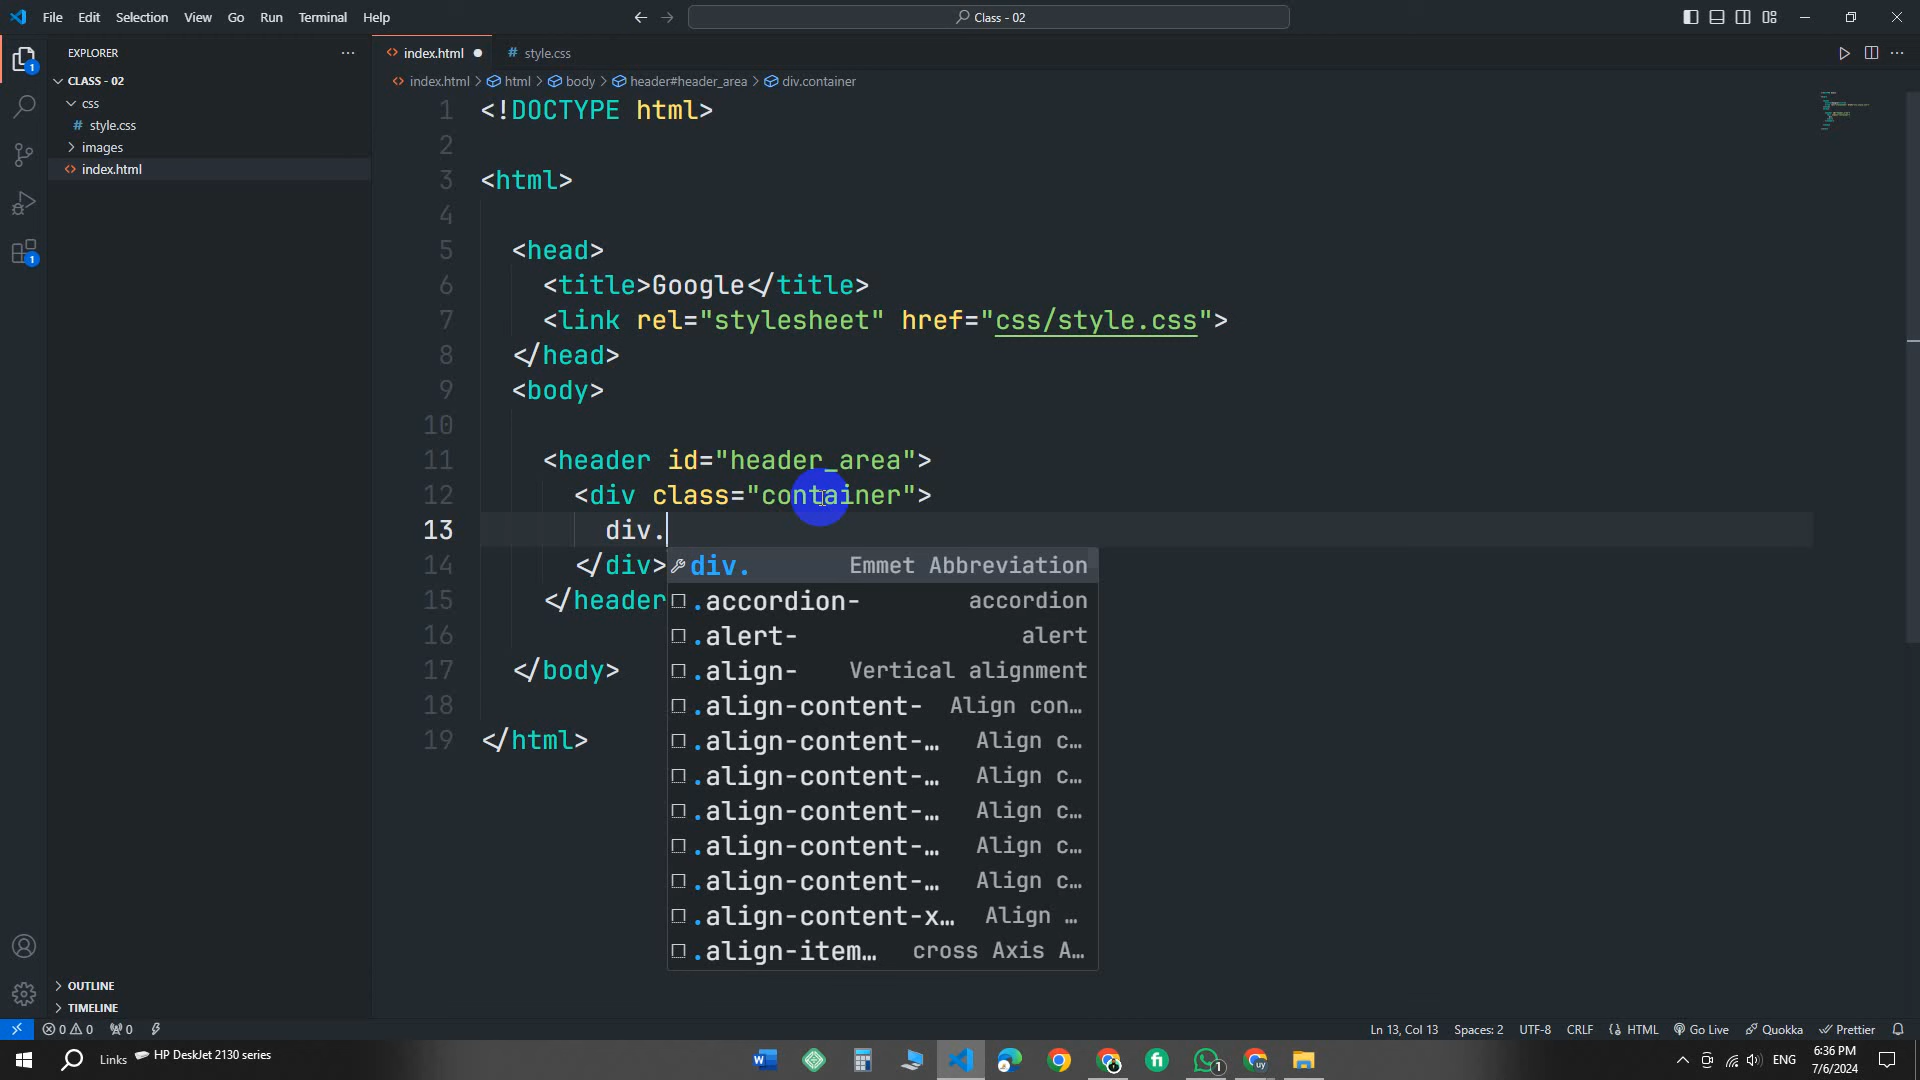 File Edit Selection View Go Run Terminal Help
Class - 02
EXPLORER
index.html
style.css
CLASS - 02
css
style.css
images
index.html
index.html html body header#header_area div.container
1 <!DOCTYPE html>
2
3 <html>
4
5 <head>
6 <title>Google</title>
7 <link rel="stylesheet" href="css/style.css">
8 </head>
9 <body>
10
11 <header id="header_area">
12 <div class="container">
13 div.
14 </div>
15 </header
16
17 </body>
18
19 </html>
div. Emmet Abbreviation
.accordion- accordion
.alert- alert
.align- Vertical alignment
.align-content- Align con…
.align-content-… Align c…
.align-content-… Align c…
.align-content-… Align c…
.align-content-… Align c…
.align-content-… Align c…
.align-content-x… Align …
.align-item… cross Axis A…
1
1
OUTLINE
TIMELINE
0 0 0 Ln 13, Col 13 Spaces: 2 UTF-8 CRLF HTML Go Live Quokka Prettier
Links HP DeskJet 2130 series
1
ENG
6:36 PM
7/6/2024